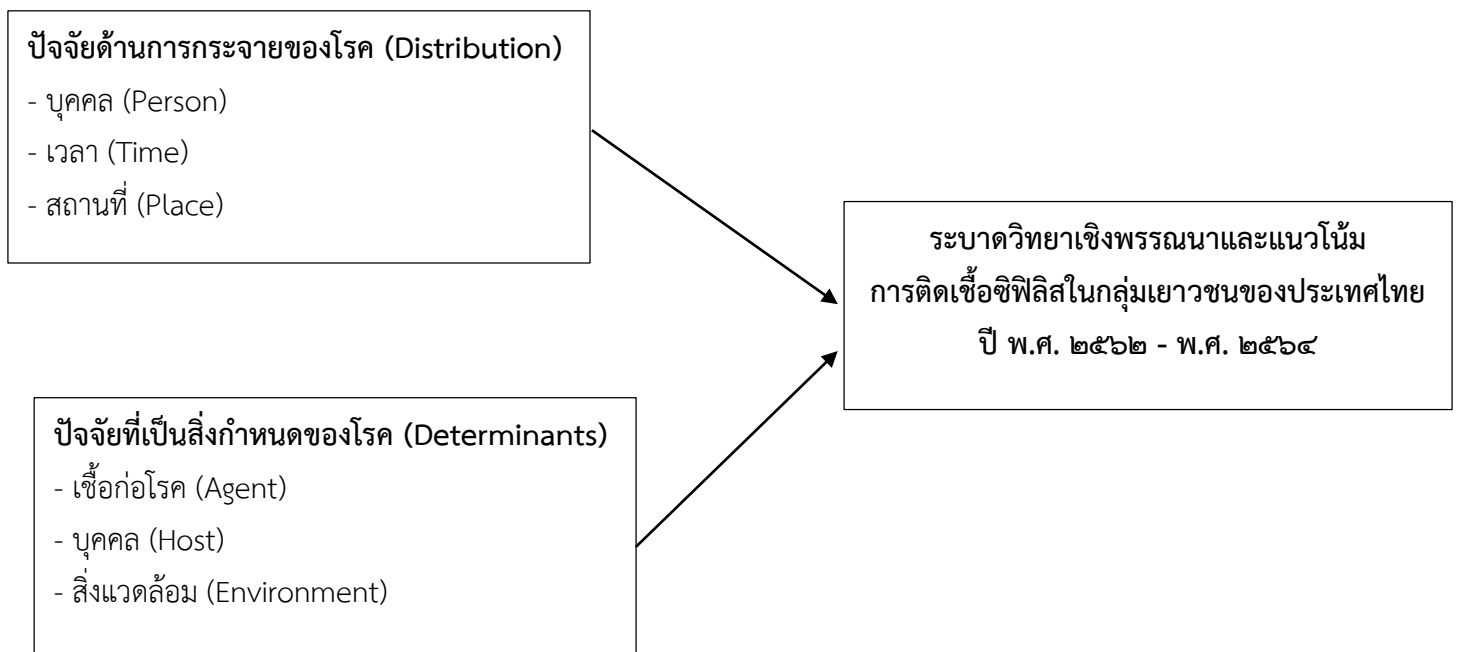 ปัจจัยด้านการกระจายของโรค (Distribution)
- บุคคล (Person)
- เวลา (Time)
- สถานที่ (Place)
ระบาดวิทยาเชิงพรรณนาและแนวโน้ม
การติดเชื้อซิฟิลิสในกลุ่มเยาวชนของประเทศไทย
ปี พ.ศ. ๒๕๖๒ - พ.ศ. ๒๕๖๔
ปัจจัยที่เป็นสิ่งกำหนดของโรค (Determinants)
- เชื้อก่อโรค (Agent)
- บุคคล (Host)
- สิ่งแวดล้อม (Environment)